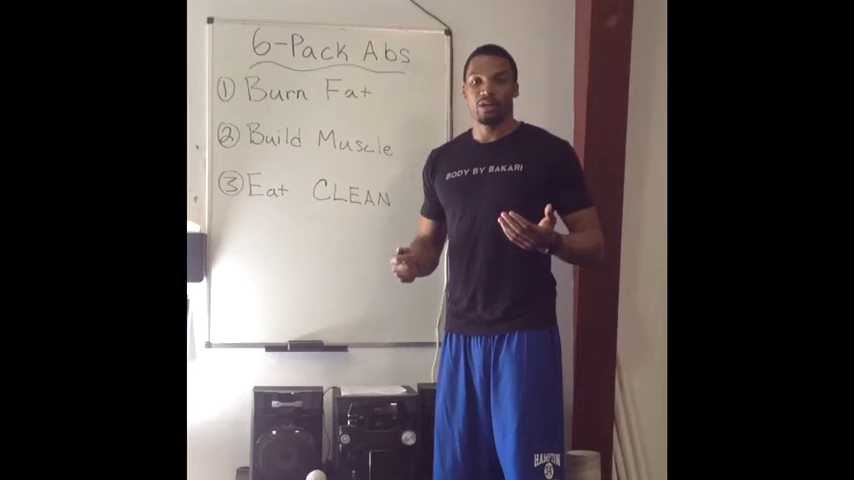 6-Pack Abs
① Burn Fat
② Build Muscle
③ Eat CLEAN
BODY BY BAKARI
HAMPTON